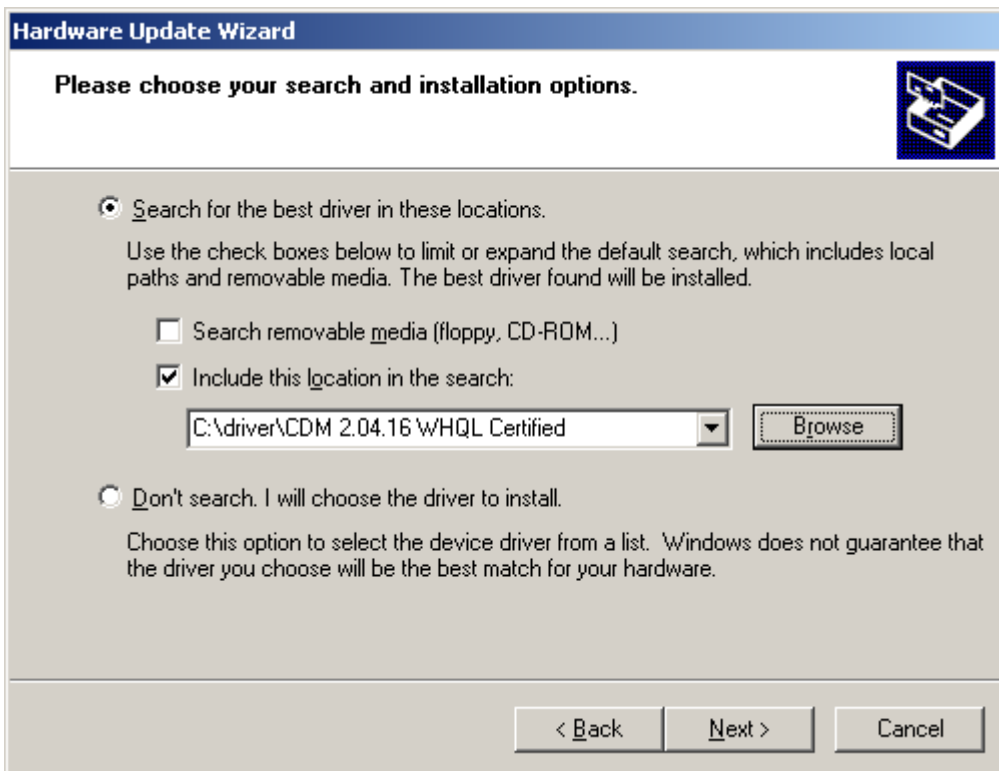 Hardware Update Wizard
Please choose your search and installation options.
Search for the best driver in these locations.
Use the check boxes below to limit or expand the default search, which includes local
paths and removable media. The best driver found will be installed.
Search removable media (floppy, CD-ROM...)
Include this location in the search:
C:\driver\CDM 2.04.16 WHQL Certified
Browse
Don't search. I will choose the driver to install.
Choose this option to select the device driver from a list.  Windows does not guarantee that
the driver you choose will be the best match for your hardware.
< Back
Next >
Cancel